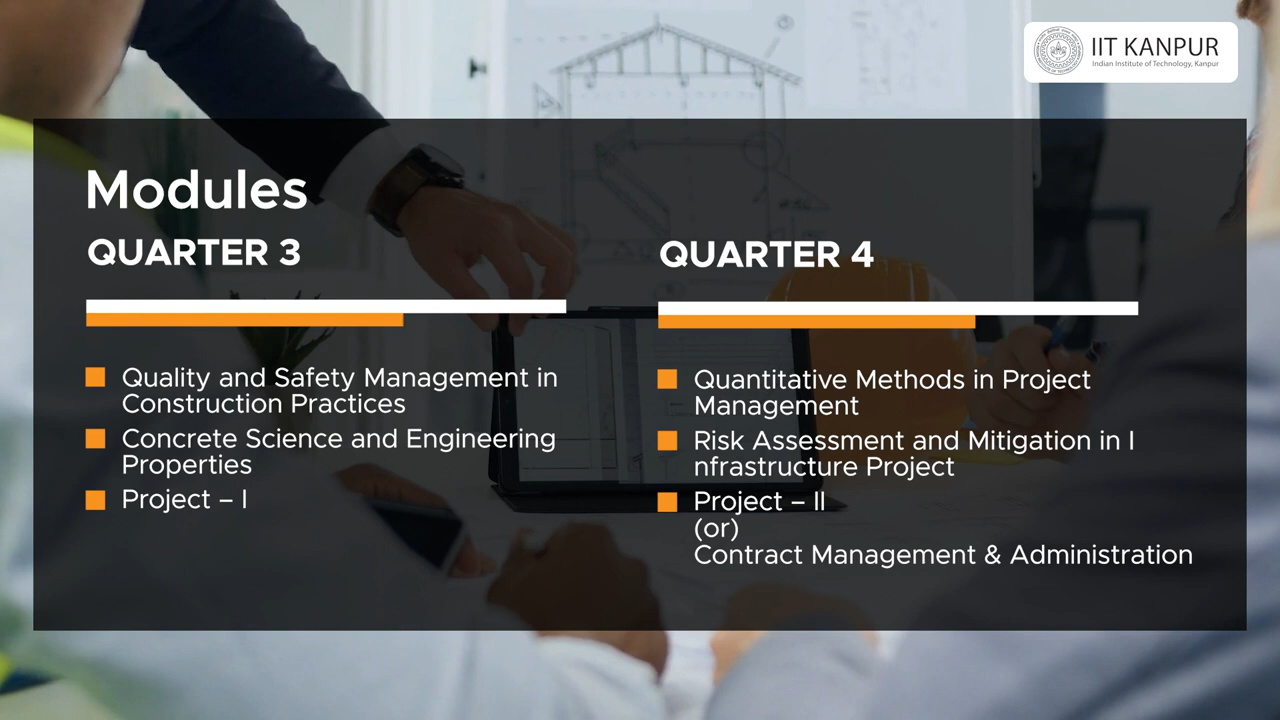 IIT KANPUR
Indian Institute of Technology, Kanpur
Modules
QUARTER 3
Quality and Safety Management in
Construction Practices
Concrete Science and Engineering
Properties
Project – I
QUARTER 4
Quantitative Methods in Project
Management
Risk Assessment and Mitigation in I
nfrastructure Project
Project – II
(or)
Contract Management & Administration